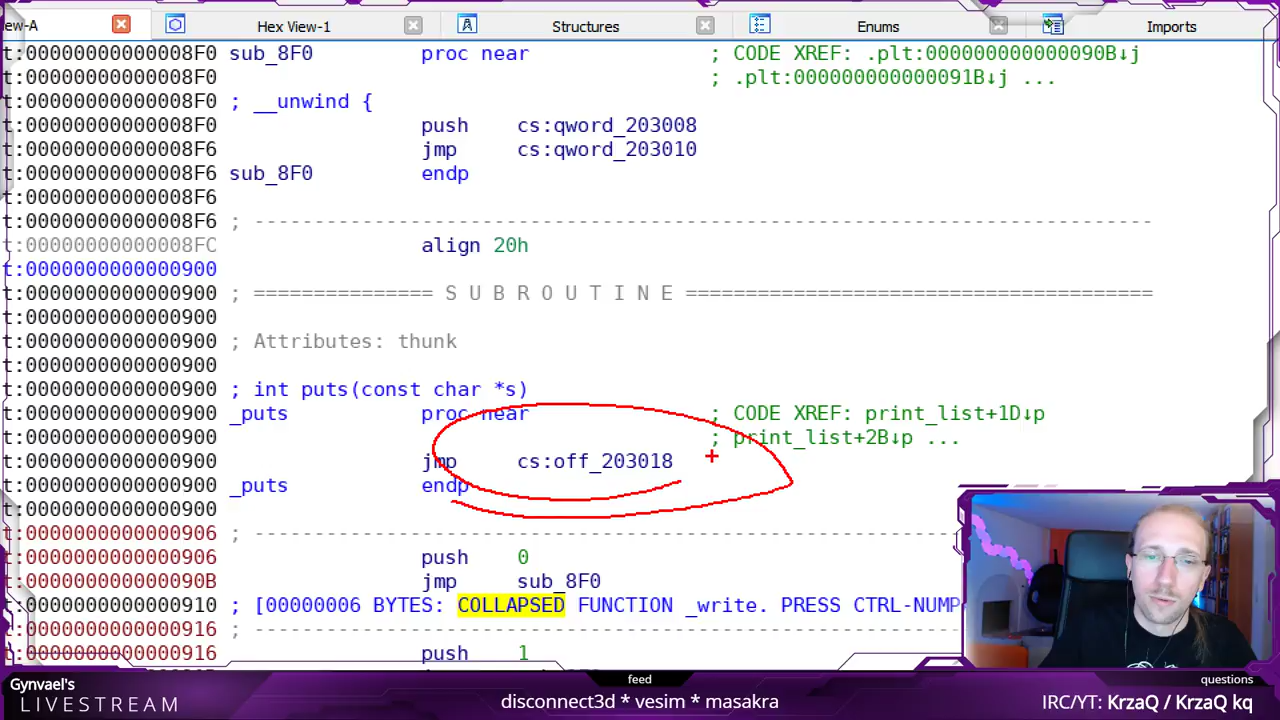 ew-A Hex View-1 Structures Enums Imports
t:00000000000008F0 sub_8F0 proc near ; CODE XREF: .plt:000000000000090B↓j
t:00000000000008F0 ; .plt:000000000000091B↓j ...
t:00000000000008F0 ; __unwind {
t:00000000000008F0 push cs:qword_203008
t:00000000000008F6 jmp cs:qword_203010
t:00000000000008F6 sub_8F0 endp
t:00000000000008F6
t:00000000000008F6 ; ---------------------------------------------------------------------------
t:00000000000008FC align 20h
t:0000000000000900
t:0000000000000900 ; =============== S U B R O U T I N E =======================================
t:0000000000000900
t:0000000000000900 ; Attributes: thunk
t:0000000000000900
t:0000000000000900 ; int puts(const char *s)
t:0000000000000900 _puts proc near ; CODE XREF: print_list+1D↓p
t:0000000000000900 ; print_list+2B↓p ...
t:0000000000000900 jmp cs:off_203018
t:0000000000000900 _puts endp
t:0000000000000900
t:0000000000000906 ; -----------------------------------------------------------
t:0000000000000906 push 0
t:000000000000090B jmp sub_8F0
t:0000000000000910 ; [00000006 BYTES: COLLAPSED FUNCTION _write. PRESS CTRL-NUMP
t:0000000000000916 ; -----------------------------------------------------------
t:0000000000000916 push 1
Gynvael's
LIVESTREAM
feed
disconnect3d * vesim * masakra
questions
IRC/YT: KrzaQ / KrzaQ kq